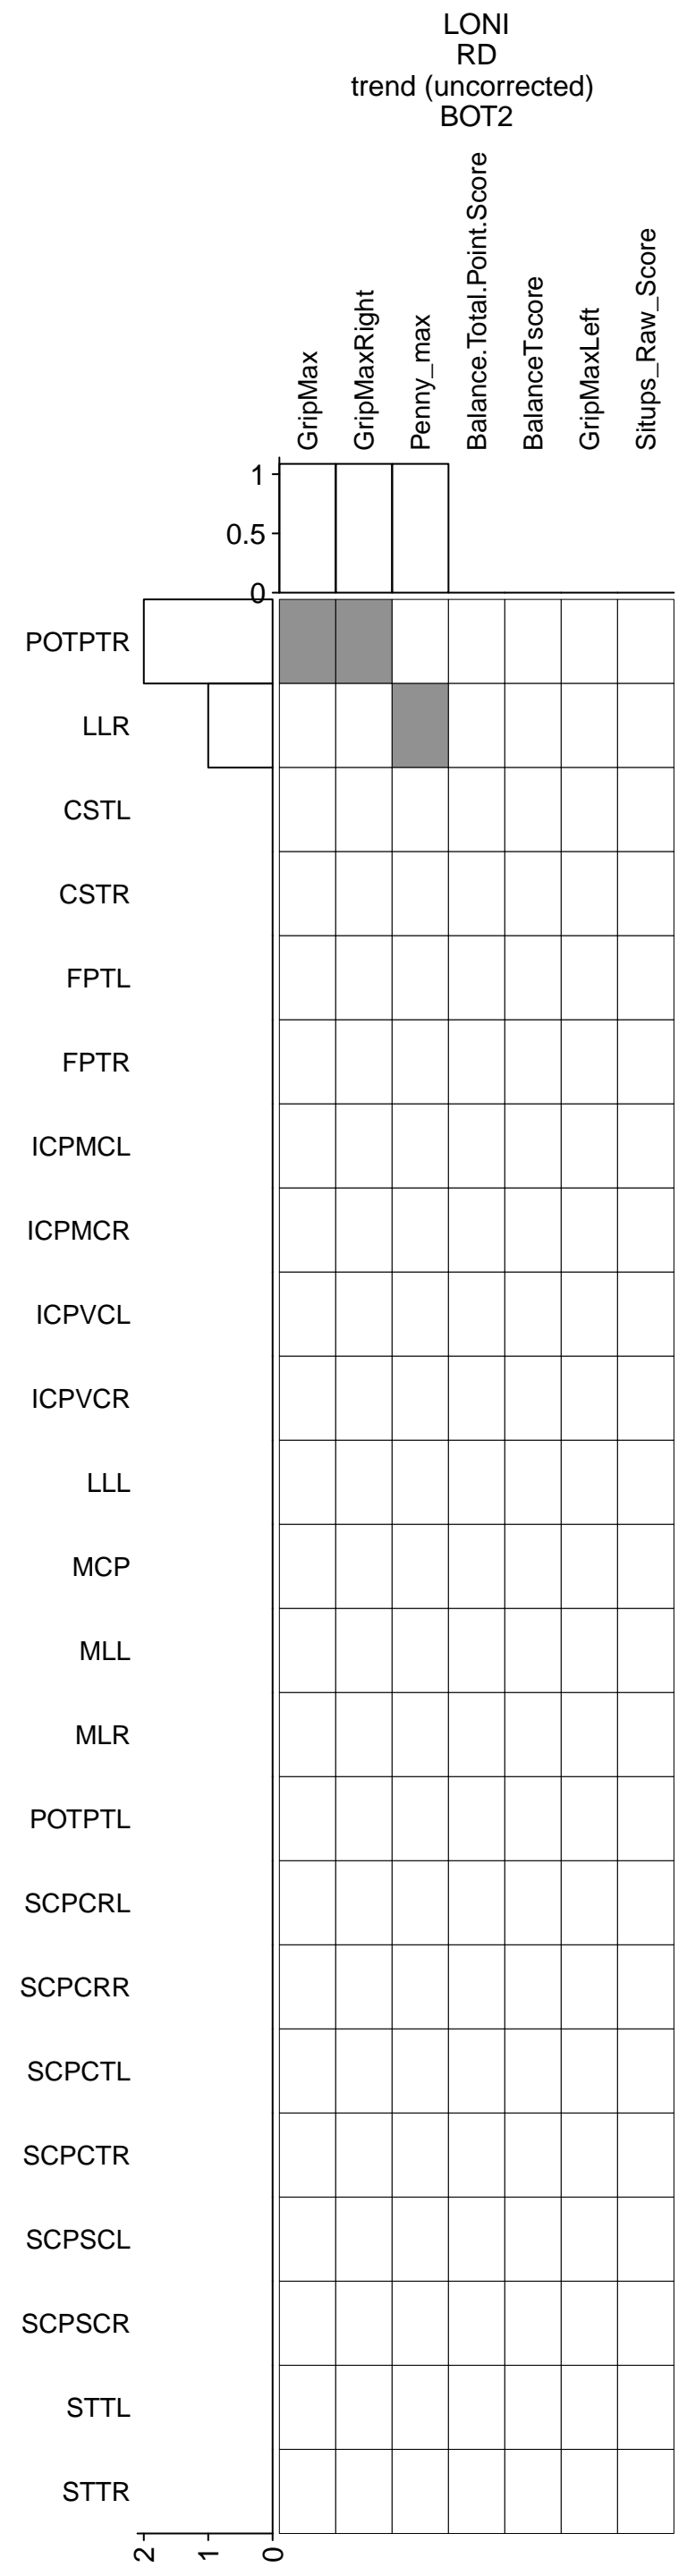 LONI
RD
trend (uncorrected)
BOT2
GripMax
GripMaxRight
Penny_max
Balance.Total.Point.Score
BalanceTscore
GripMaxLeft
Situps_Raw_Score
1
0.5
0
POTPTR
LLR
CSTL
CSTR
FPTL
FPTR
ICPMCL
ICPMCR
ICPVCL
ICPVCR
LLL
MCP
MLL
MLR
POTPTL
SCPCRL
SCPCRR
SCPCTL
SCPCTR
SCPSCL
SCPSCR
STTL
STTR
2 1 0